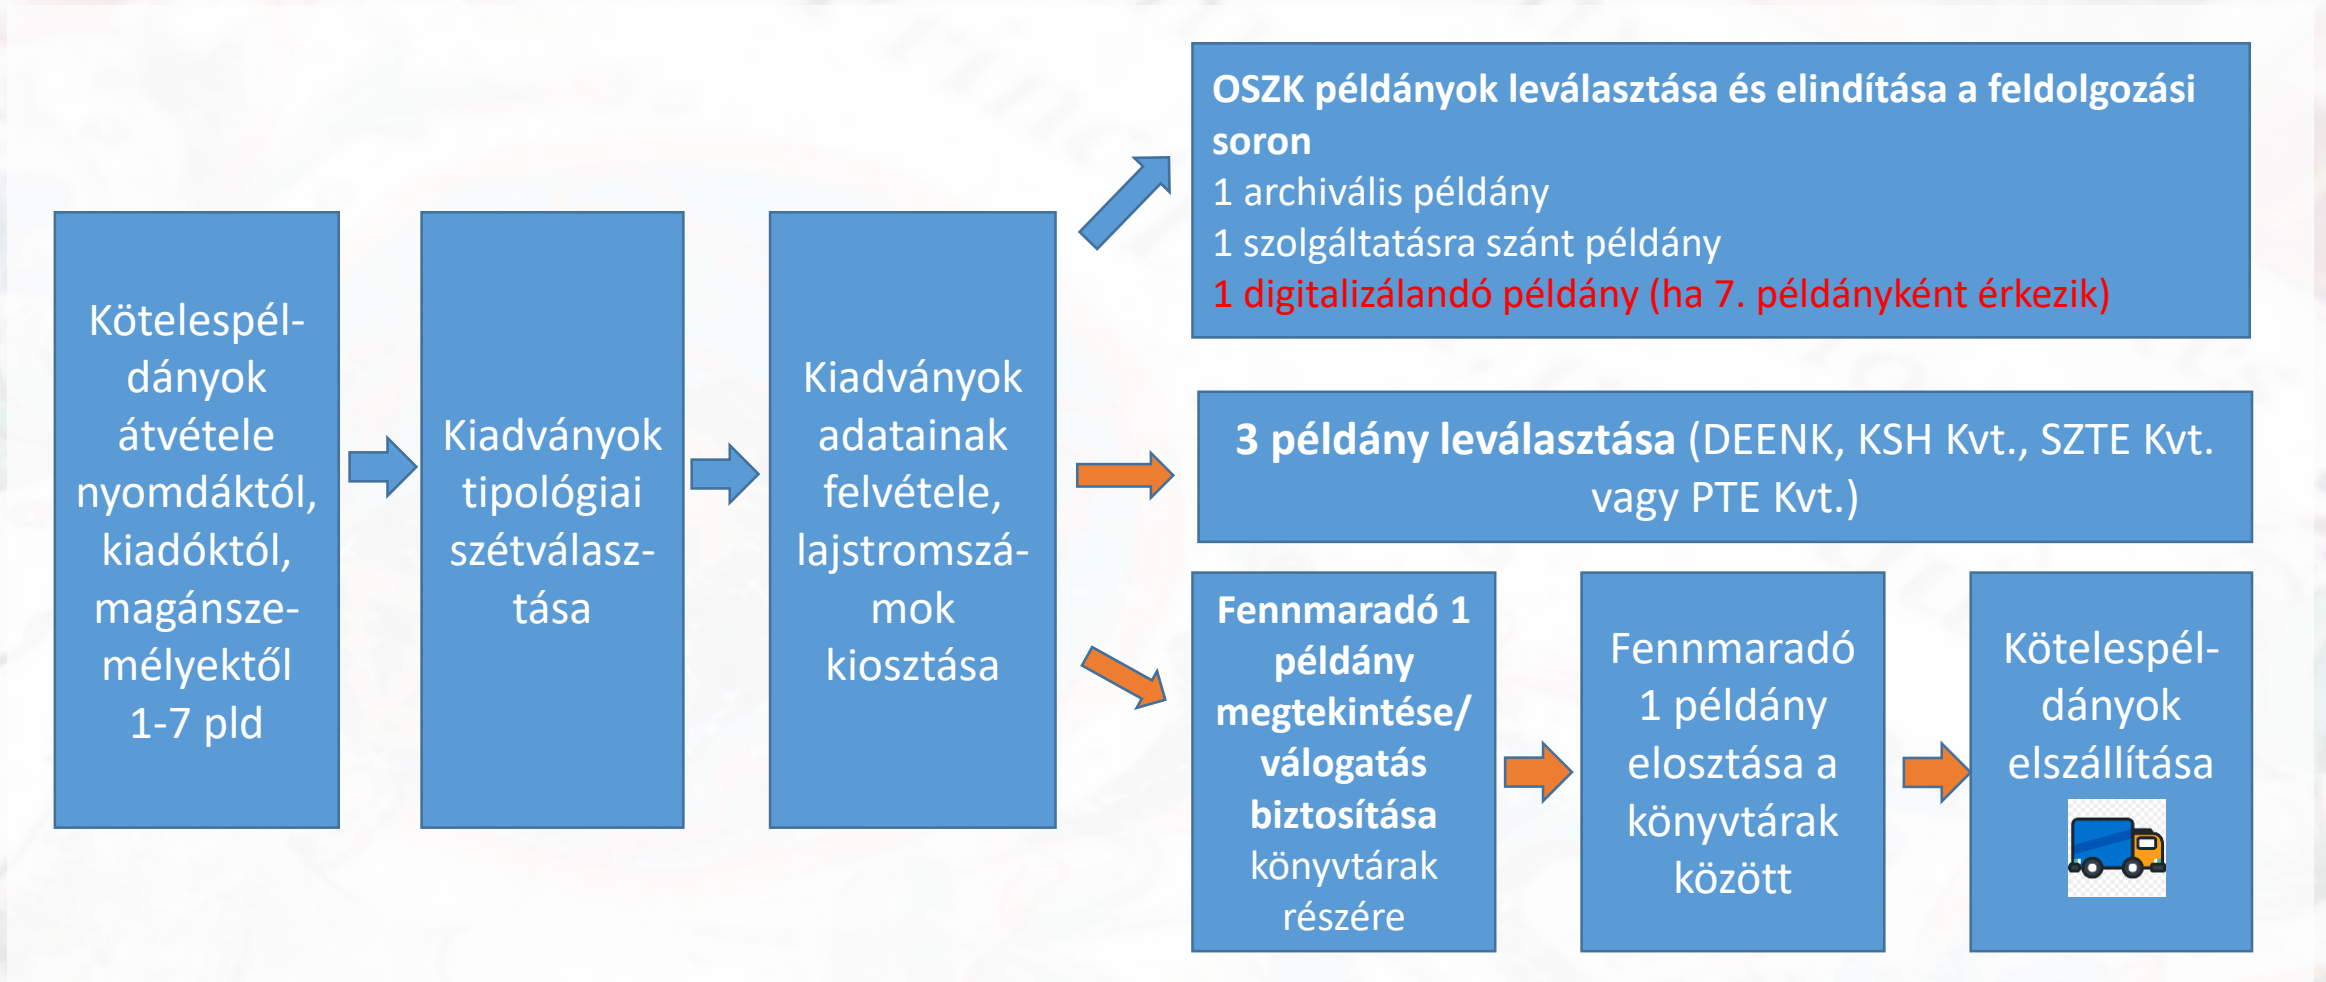 Kötelespél-
dányok
átvétele
nyomdáktól,
kiadóktól,
magánsze-
mélyektől
1-7 pld
Kiadványok
tipológiai
szétválasz-
tása
Kiadványok
adatainak
felvétele,
lajstromszá-
mok
kiosztása
OSZK példányok leválasztása és elindítása a feldolgozási
soron
1 archivális példány
1 szolgáltatásra szánt példány
1 digitalizálandó példány (ha 7. példányként érkezik)
3 példány leválasztása (DEENK, KSH Kvt., SZTE Kvt.
vagy PTE Kvt.)
Fennmaradó 1
példány
megtekintése/
válogatás
biztosítása
könyvtárak
részére
Fennmaradó
1 példány
elosztása a
könyvtárak
között
Kötelespél-
dányok
elszállítása